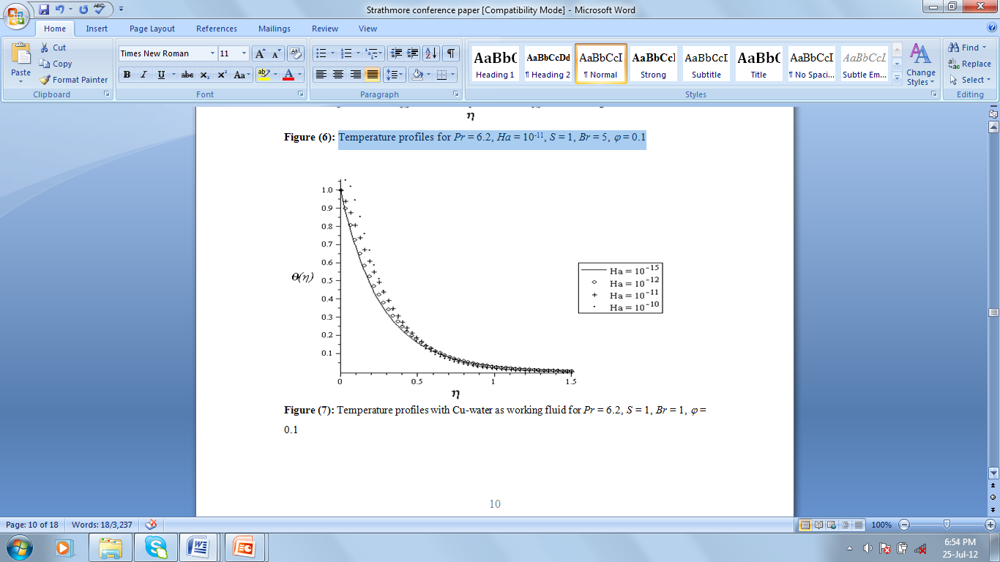 Strathmore conference paper [Compatibility Mode] - Microsoft Word
Home Insert Page Layout References Mailings Review View
Paste
Cut
Copy
Format Painter
Clipboard
Times New Roman 11
B I U abc x₂ x² Aa
Font
Paragraph
AaBbC AaBbCcDd AaBbCcI AaBbCcI AaBbCcI AaBbC AaBbCcI AaBbCcI
Heading 1 ¶ Heading 2 ¶ Normal Strong Subtitle Title ¶ No Spaci... Subtle Em...
Change Styles
Styles
Find
Replace
Select
Editing
η
Figure (6): Temperature profiles for Pr = 6.2, Ha = 10⁻¹¹, S = 1, Br = 5, φ = 0.1
1.0
0.9
0.8
0.7
0.6
0.5
0.4
0.3
0.2
0.1
Θ(η)
0 0.5 1 1.5
η
Ha = 10⁻¹⁵
Ha = 10⁻¹²
Ha = 10⁻¹¹
Ha = 10⁻¹⁰
Figure (7): Temperature profiles with Cu-water as working fluid for Pr = 6.2, S = 1, Br = 1, φ =
0.1
10
Page: 10 of 18 Words: 18/3,237 100%
6:54 PM
25-Jul-12